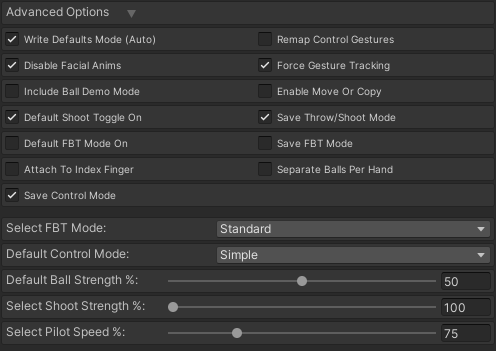 Advanced Options
Write Defaults Mode (Auto) Remap Control Gestures
Disable Facial Anims Force Gesture Tracking
Include Ball Demo Mode Enable Move Or Copy
Default Shoot Toggle On Save Throw/Shoot Mode
Default FBT Mode On Save FBT Mode
Attach To Index Finger Separate Balls Per Hand
Save Control Mode
Select FBT Mode: Standard
Default Control Mode: Simple
Default Ball Strength %: 50
Select Shoot Strength %: 100
Select Pilot Speed %: 75